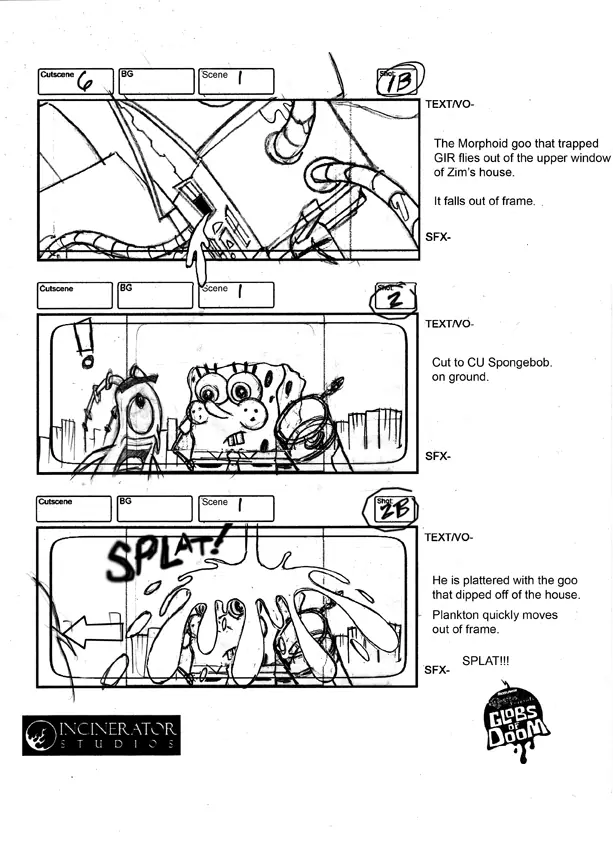 Cutscene 6 BG Scene 1 Shot 1B
TEXT/VO-
The Morphoid goo that trapped
GIR flies out of the upper window
of Zim's house.
It falls out of frame.
SFX-
Cutscene BG Scene 1 Shot 2
TEXT/VO-
!
Cut to CU Spongebob.
on ground.
SFX-
Cutscene BG Scene 1 Shot 2B
TEXT/VO-
SPLAT!
He is plattered with the goo
that dipped off of the house.
Plankton quickly moves
out of frame.
SFX- SPLAT!!!
INCINERATOR
STUDIOS
GLOBS
OF
DOOM